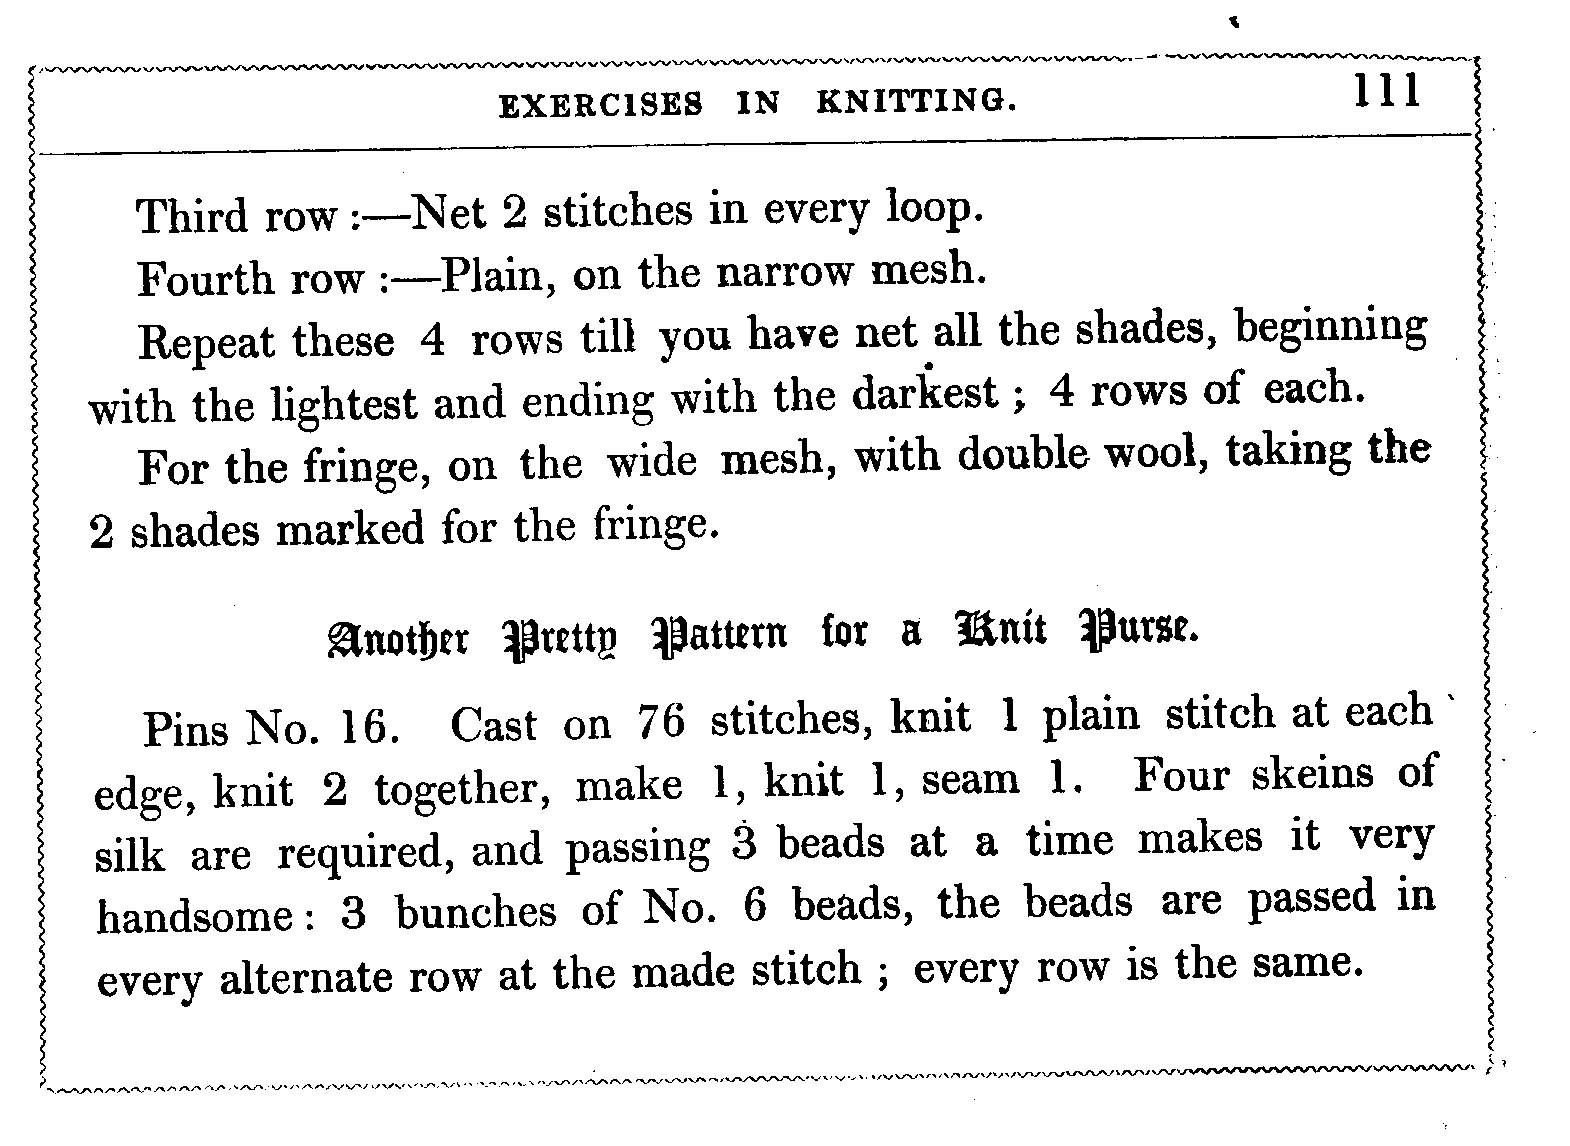 EXERCISES IN KNITTING. 111
Third row :—Net 2 stitches in every loop.
Fourth row :—Plain, on the narrow mesh.
Repeat these 4 rows till you have net all the shades, beginning
with the lightest and ending with the darkest ; 4 rows of each.
For the fringe, on the wide mesh, with double wool, taking the
2 shades marked for the fringe.
Another Pretty Pattern for a Knit Purse.
Pins No. 16. Cast on 76 stitches, knit 1 plain stitch at each
edge, knit 2 together, make 1, knit 1, seam 1. Four skeins of
silk are required, and passing 3 beads at a time makes it very
handsome : 3 bunches of No. 6 beads, the beads are passed in
every alternate row at the made stitch ; every row is the same.